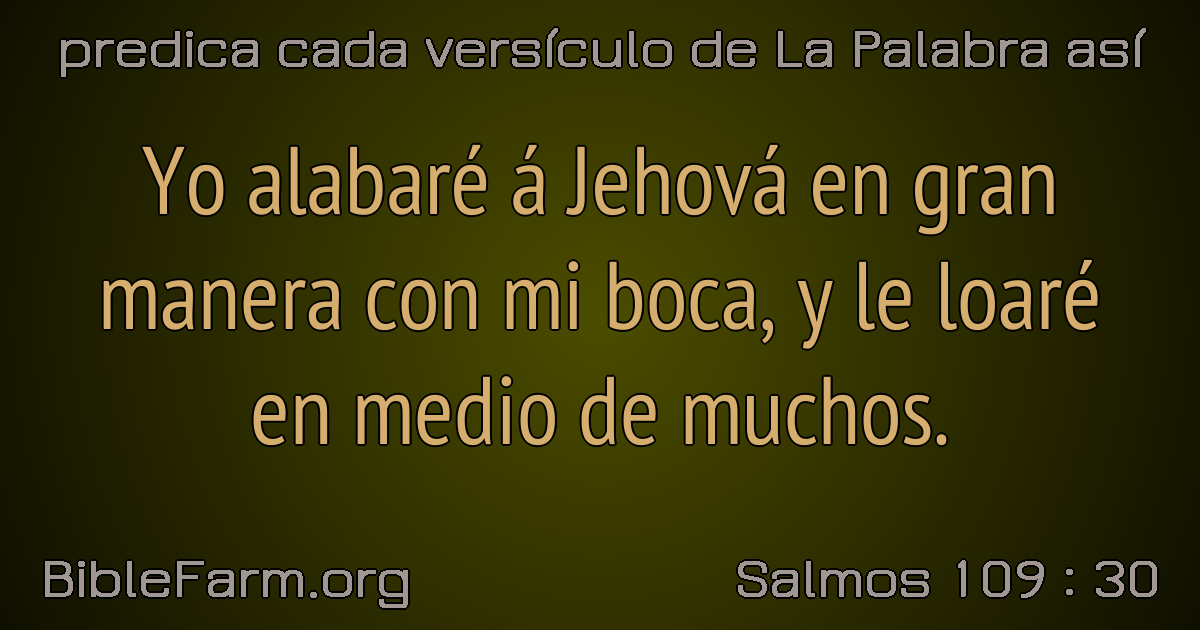 predica cada versículo de La Palabra así
Yo alabaré á Jehová en gran
manera con mi boca, y le loaré
en medio de muchos.
BibleFarm.org
Salmos 109 : 30